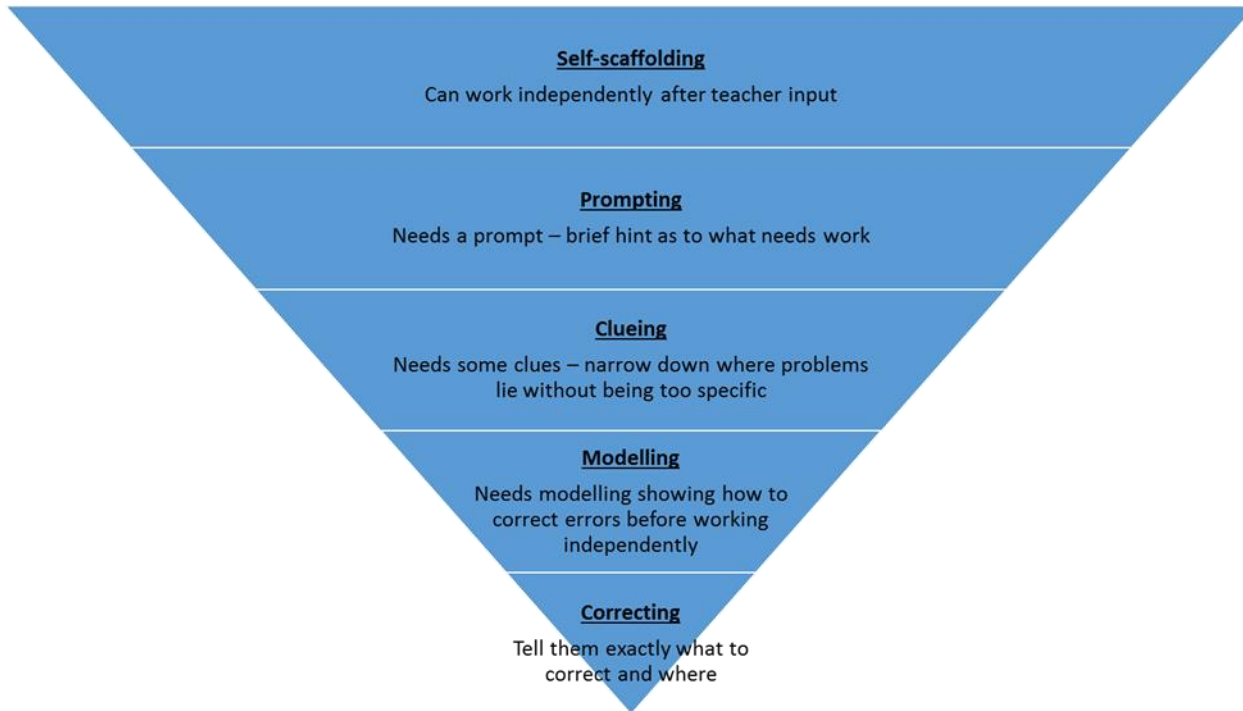 Self-scaffolding
Can work independently after teacher input
Prompting
Needs a prompt – brief hint as to what needs work
Clueing
Needs some clues – narrow down where problems
lie without being too specific
Modelling
Needs modelling showing how to
correct errors before working
independently
Correcting
Tell them exactly what to
correct and where